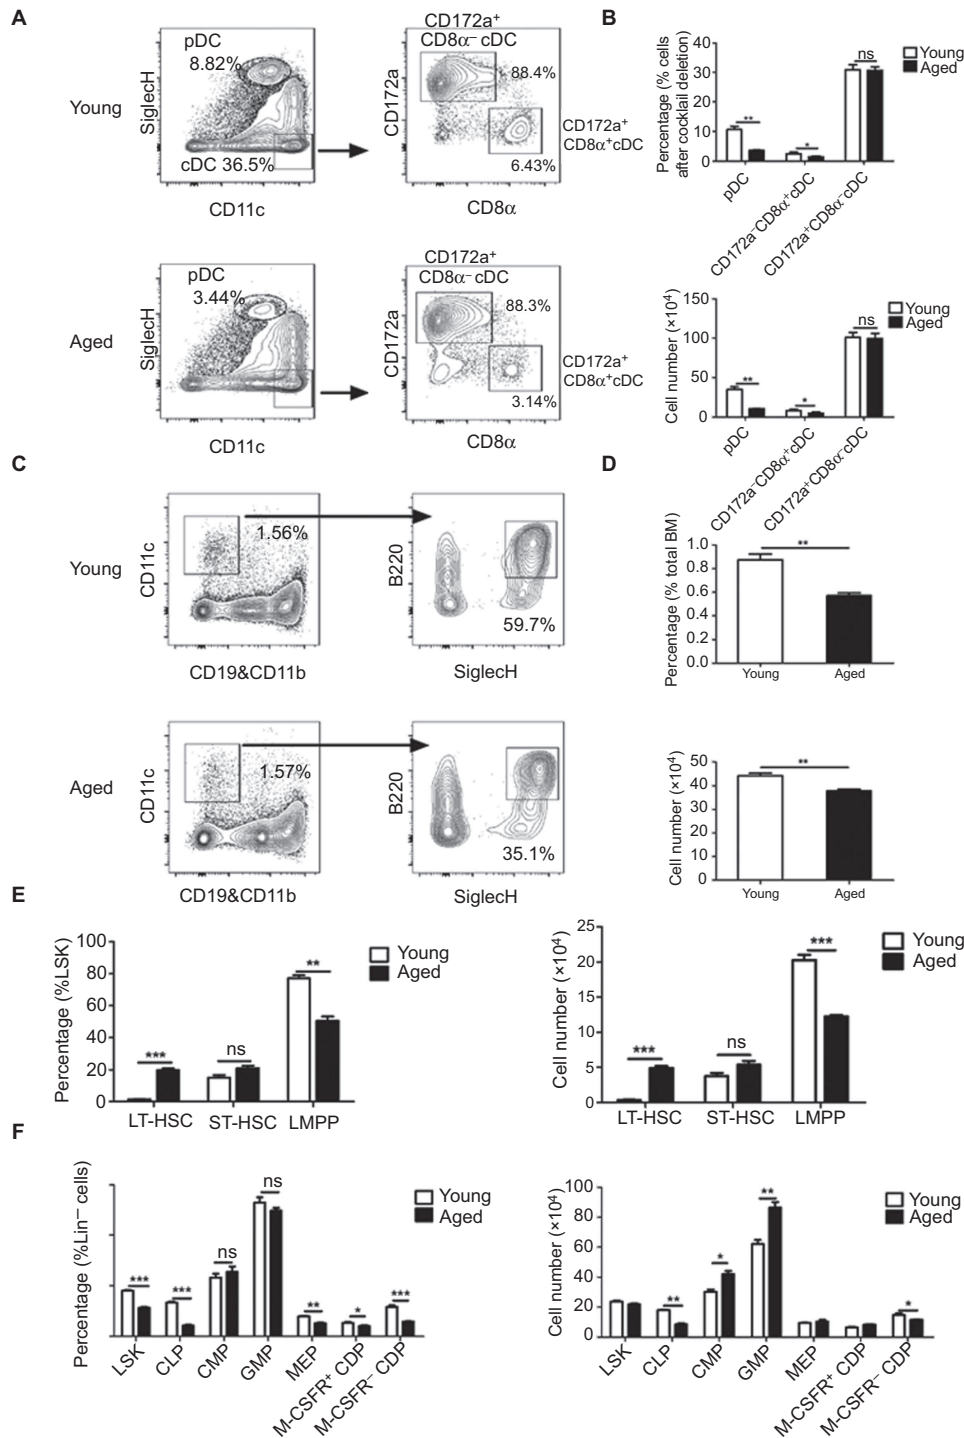 A
CD172a+
CD8α– cDC
pDC
8.82%
88.4%
Young
SiglecH
CD172a
CD172a+
CD8α+cDC
cDC 36.5%
6.43%
CD11c
CD8α
CD172a+
CD8α– cDC
pDC
3.44%
88.3%
Aged
SiglecH
CD172a
CD172a+
CD8α+cDC
3.14%
CD11c
CD8α
B
Percentage (% cells
after cocklail deletion)
40
30
20
10
0
**
*
ns
Young
Aged
pDC
CD172a–CD8α+cDC
CD172a+CD8α–cDC
Cell number (×104)
150
100
50
0
**
*
ns
Young
Aged
pDC
CD172a–CD8α+cDC
CD172a+CD8α–cDC
C
Young
CD11c
1.56%
B220
59.7%
CD19&CD11b
SiglecH
Aged
CD11c
1.57%
B220
35.1%
CD19&CD11b
SiglecH
D
Percentage (% total BM)
1.0
0.8
0.6
0.4
0.2
0.0
**
Young
Aged
Cell number (×104)
50
40
30
20
10
0
**
Young
Aged
E
Percentage (%LSK)
100
80
60
40
20
0
***
ns
**
Young
Aged
LT-HSC
ST-HSC
LMPP
Cell number (×104)
25
20
15
10
5
0
***
ns
***
Young
Aged
LT-HSC
ST-HSC
LMPP
F
Percentage (%Lin– cells)
***
***
ns
ns
**
*
***
Young
Aged
LSK
CLP
CMP
GMP
MEP
M-CSFR+ CDP
M-CSFR– CDP
Cell number (×104)
100
80
60
40
20
0
**
*
**
*
Young
Aged
LSK
CLP
CMP
GMP
MEP
M-CSFR+ CDP
M-CSFR– CDP